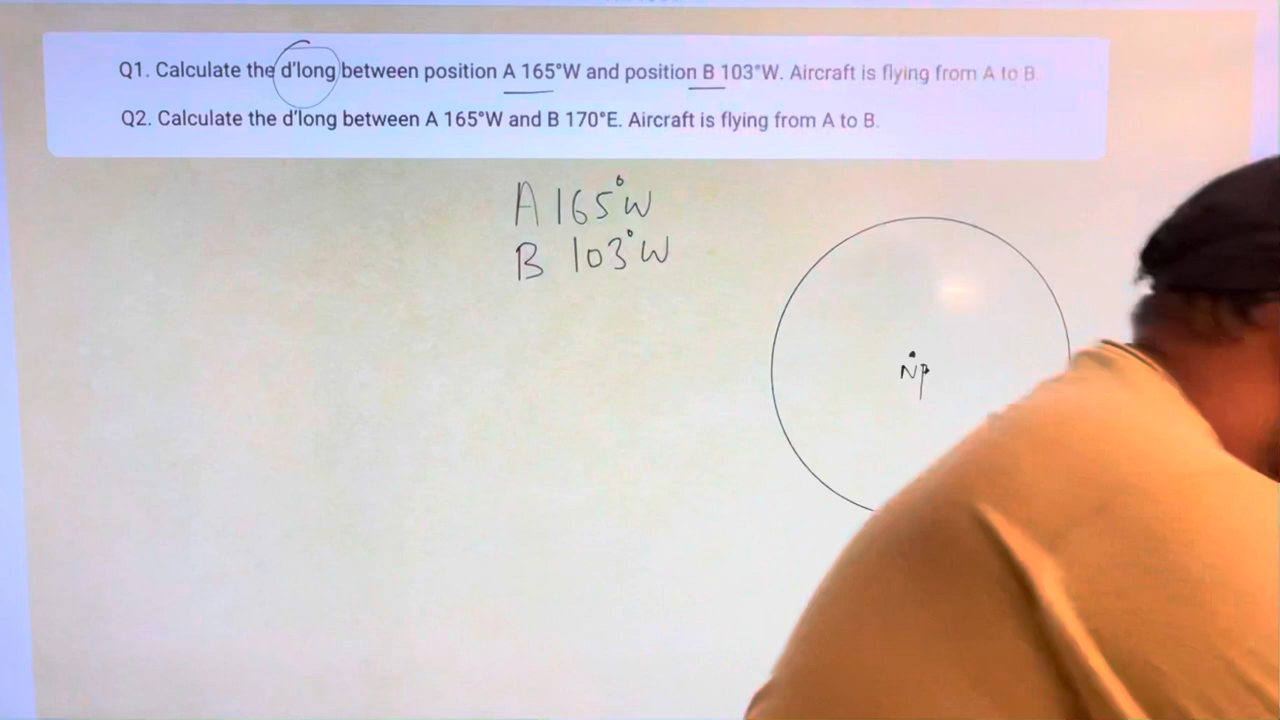 Q1. Calculate the d'long between position A 165°W and position B 103°W. Aircraft is flying from A to B.
Q2. Calculate the d'long between A 165°W and B 170°E. Aircraft is flying from A to B.
A 165°W
B 103°W
NP